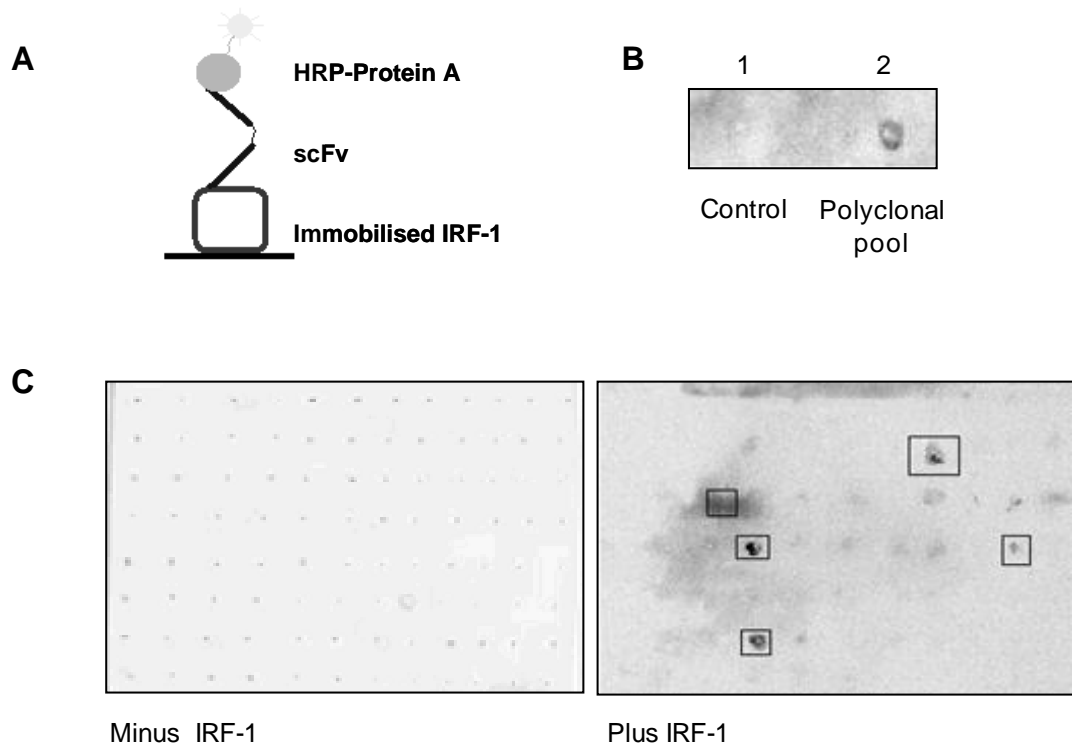 A
HRP-Protein A
scFv
Immobilised IRF-1
B
1 2
Control Polyclonal
pool
C
Minus IRF-1 Plus IRF-1